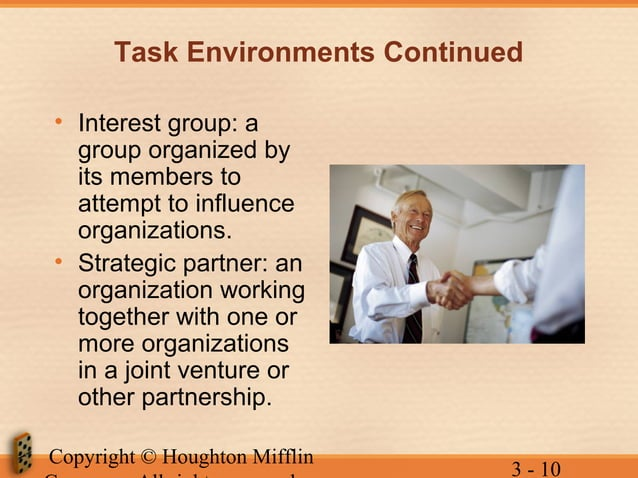 Task Environments Continued
• Interest group: a
group organized by
its members to
attempt to influence
organizations.
• Strategic partner: an
organization working
together with one or
more organizations
in a joint venture or
other partnership.
Copyright © Houghton Mifflin
3 - 10